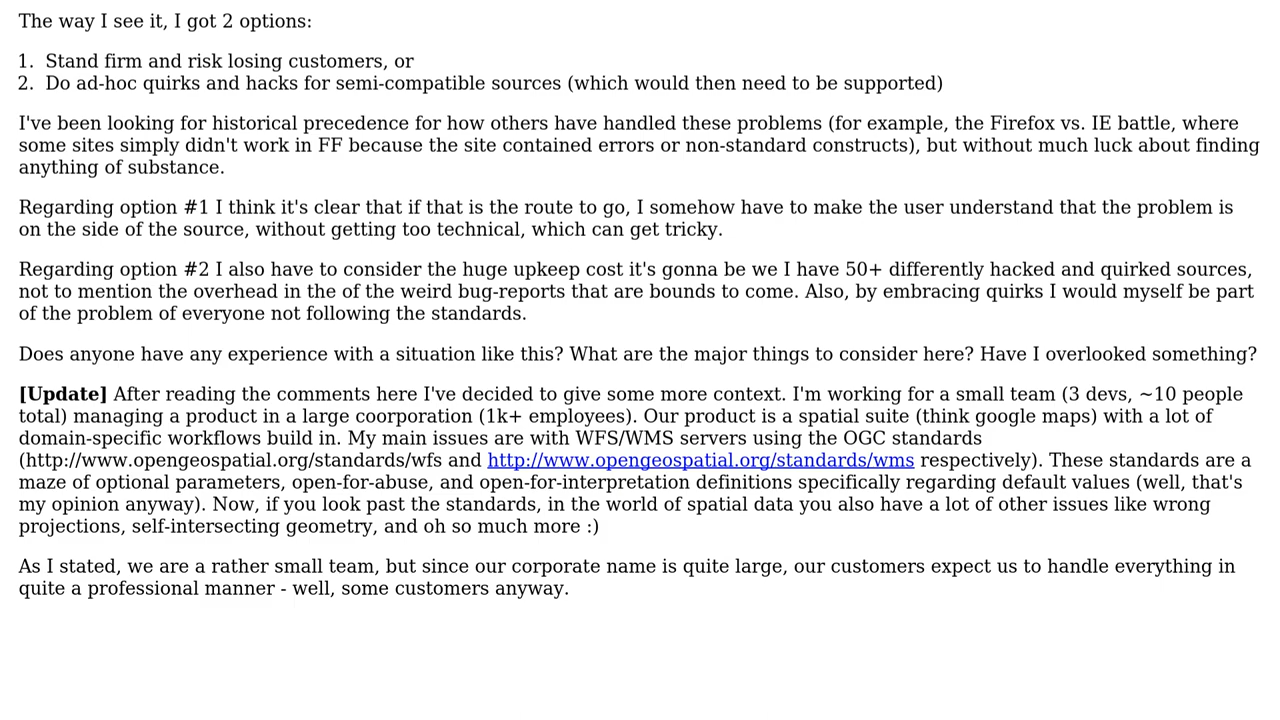 The way I see it, I got 2 options:
1. Stand firm and risk losing customers, or
2. Do ad-hoc quirks and hacks for semi-compatible sources (which would then need to be supported)
I've been looking for historical precedence for how others have handled these problems (for example, the Firefox vs. IE battle, where
some sites simply didn't work in FF because the site contained errors or non-standard constructs), but without much luck about finding
anything of substance.
Regarding option #1 I think it's clear that if that is the route to go, I somehow have to make the user understand that the problem is
on the side of the source, without getting too technical, which can get tricky.
Regarding option #2 I also have to consider the huge upkeep cost it's gonna be we I have 50+ differently hacked and quirked sources,
not to mention the overhead in the of the weird bug-reports that are bounds to come. Also, by embracing quirks I would myself be part
of the problem of everyone not following the standards.
Does anyone have any experience with a situation like this? What are the major things to consider here? Have I overlooked something?
[Update] After reading the comments here I've decided to give some more context. I'm working for a small team (3 devs, ~10 people
total) managing a product in a large coorporation (1k+ employees). Our product is a spatial suite (think google maps) with a lot of
domain-specific workflows build in. My main issues are with WFS/WMS servers using the OGC standards
(http://www.opengeospatial.org/standards/wfs and http://www.opengeospatial.org/standards/wms respectively). These standards are a
maze of optional parameters, open-for-abuse, and open-for-interpretation definitions specifically regarding default values (well, that's
my opinion anyway). Now, if you look past the standards, in the world of spatial data you also have a lot of other issues like wrong
projections, self-intersecting geometry, and oh so much more :)
As I stated, we are a rather small team, but since our corporate name is quite large, our customers expect us to handle everything in
quite a professional manner - well, some customers anyway.